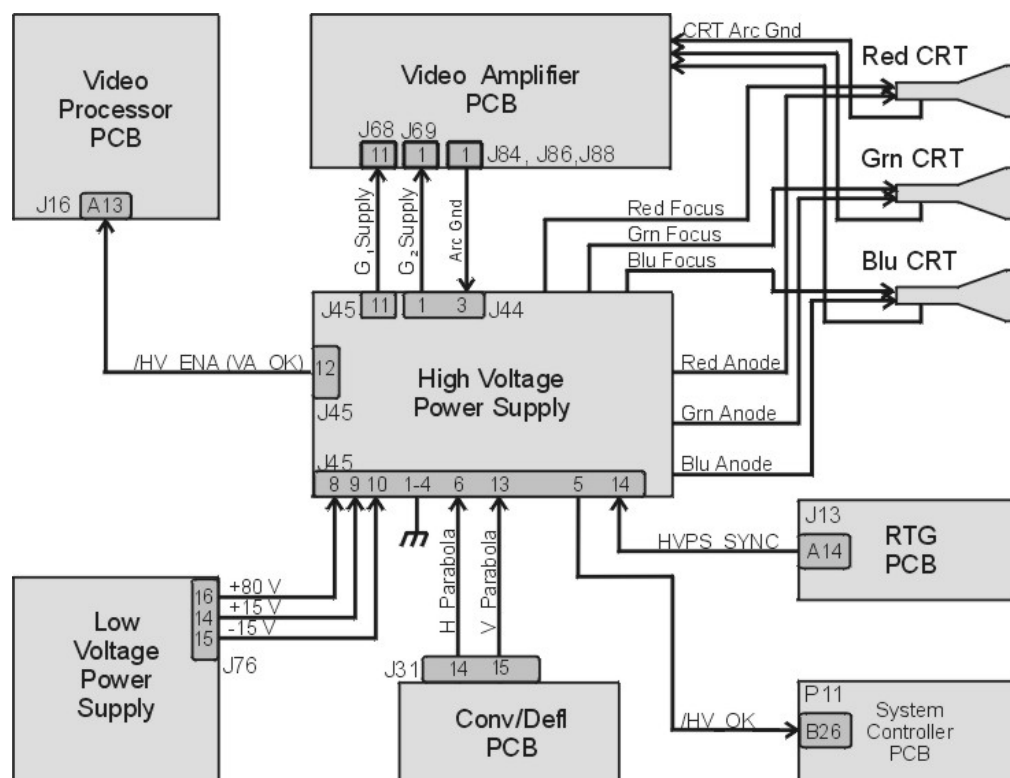 Video
Processor
PCB
J16
A13
Video Amplifier
PCB
J68
J69
11
1
1
J84, J86,J88
CRT Arc Gnd
Red CRT
Grn CRT
Blu CRT
G1 Supply
G2 Supply
Arc Gnd
Red Focus
Grn Focus
Blu Focus
J45
11
1
3
J44
/HV_ENA (VA_OK)
12
J45
High Voltage
Power Supply
Red Anode
Grn Anode
Blu Anode
J45
8
9
10
1-4
6
13
5
14
HVPS_SYNC
J13
A14
RTG
PCB
H Parabola
V Parabola
Low
Voltage
Power
Supply
16
14
15
+80 V
+15 V
-15 V
J76
J31
14
15
Conv/Defl
PCB
/HV_OK
P11
B26
System
Controller
PCB